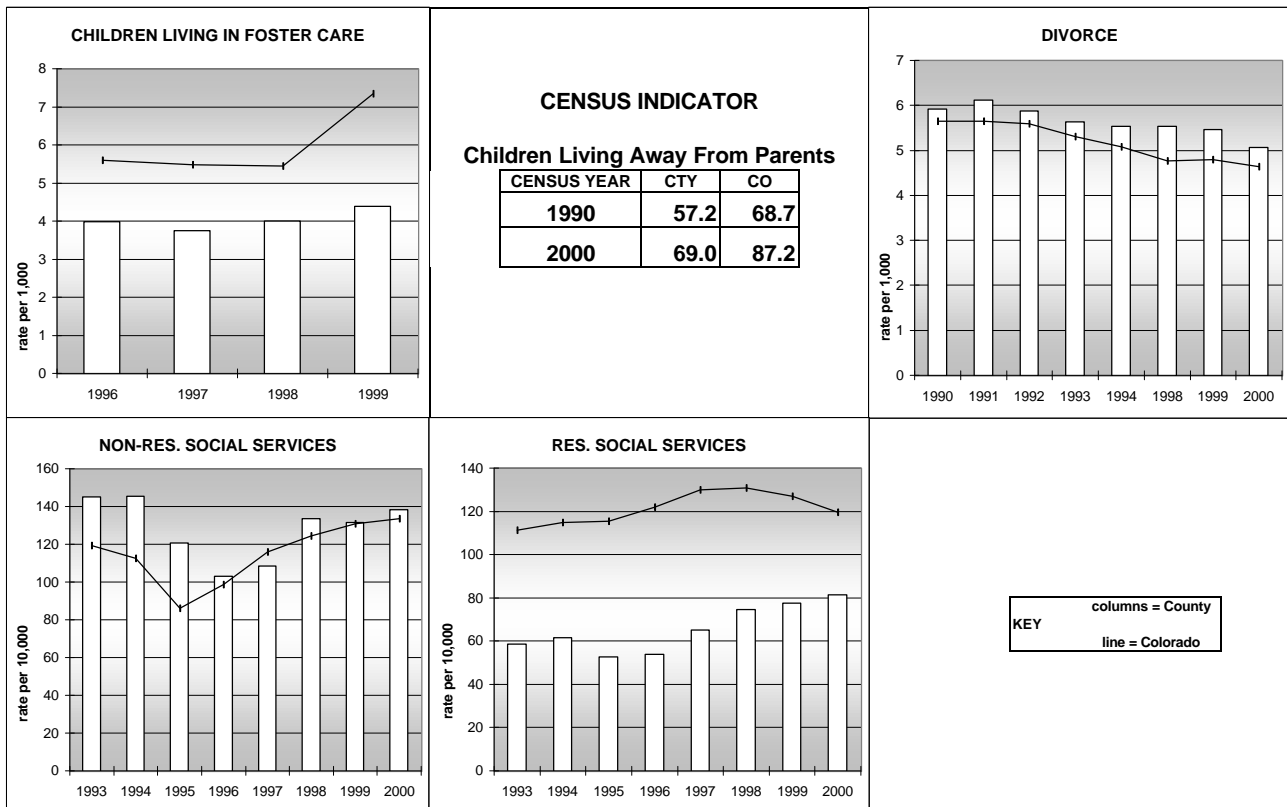 CHILDREN LIVING IN FOSTER CARE
8
7
6
5
4
3
2
1
0
rate per 1,000
1996 1997 1998 1999
CENSUS INDICATOR
Children Living Away From Parents
CENSUS YEAR CTY CO
1990 57.2 68.7
2000 69.0 87.2
DIVORCE
7
6
5
4
3
2
1
0
rate per 1,000
1990 1991 1992 1993 1994 1998 1999 2000
NON-RES. SOCIAL SERVICES
160
140
120
100
80
60
40
20
0
rate per 10,000
1993 1994 1995 1996 1997 1998 1999 2000
RES. SOCIAL SERVICES
140
120
100
80
60
40
20
0
rate per 10,000
1993 1994 1995 1996 1997 1998 1999 2000
columns = County
KEY
line = Colorado